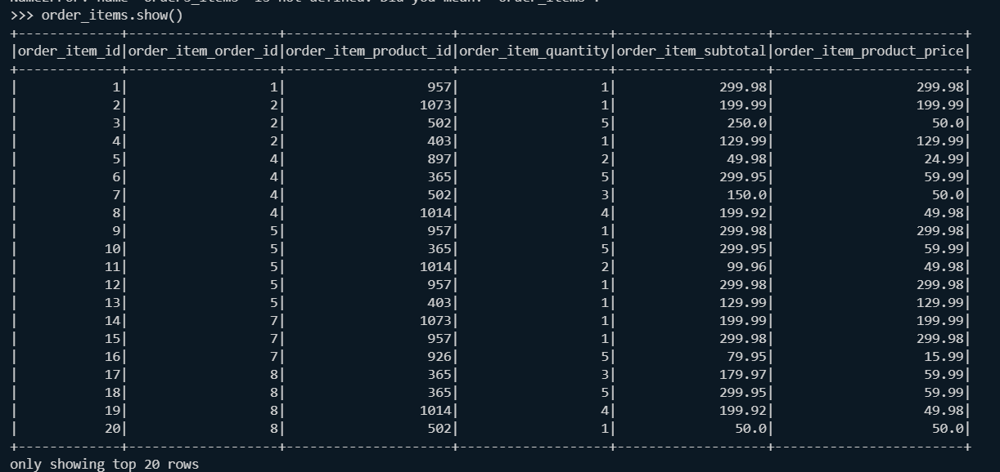 >>> order_items.show()
+-------------+-------------------+---------------------+-------------------+-------------------+------------------------+
|order_item_id|order_item_order_id|order_item_product_id|order_item_quantity|order_item_subtotal|order_item_product_price|
+-------------+-------------------+---------------------+-------------------+-------------------+------------------------+
|            1|                  1|                  957|                  1|             299.98|                  299.98|
|            2|                  2|                 1073|                  1|             199.99|                  199.99|
|            3|                  2|                  502|                  5|              250.0|                    50.0|
|            4|                  2|                  403|                  1|             129.99|                  129.99|
|            5|                  4|                  897|                  2|              49.98|                   24.99|
|            6|                  4|                  365|                  5|             299.95|                   59.99|
|            7|                  4|                  502|                  3|              150.0|                    50.0|
|            8|                  4|                 1014|                  4|             199.92|                   49.98|
|            9|                  5|                  957|                  1|             299.98|                  299.98|
|           10|                  5|                  365|                  5|             299.95|                   59.99|
|           11|                  5|                 1014|                  2|              99.96|                   49.98|
|           12|                  5|                  957|                  1|             299.98|                  299.98|
|           13|                  5|                  403|                  1|             129.99|                  129.99|
|           14|                  7|                 1073|                  1|             199.99|                  199.99|
|           15|                  7|                  957|                  1|             299.98|                  299.98|
|           16|                  7|                  926|                  5|              79.95|                   15.99|
|           17|                  8|                  365|                  3|             179.97|                   59.99|
|           18|                  8|                  365|                  5|             299.95|                   59.99|
|           19|                  8|                 1014|                  4|             199.92|                   49.98|
|           20|                  8|                  502|                  1|               50.0|                    50.0|
+-------------+-------------------+---------------------+-------------------+-------------------+------------------------+
only showing top 20 rows